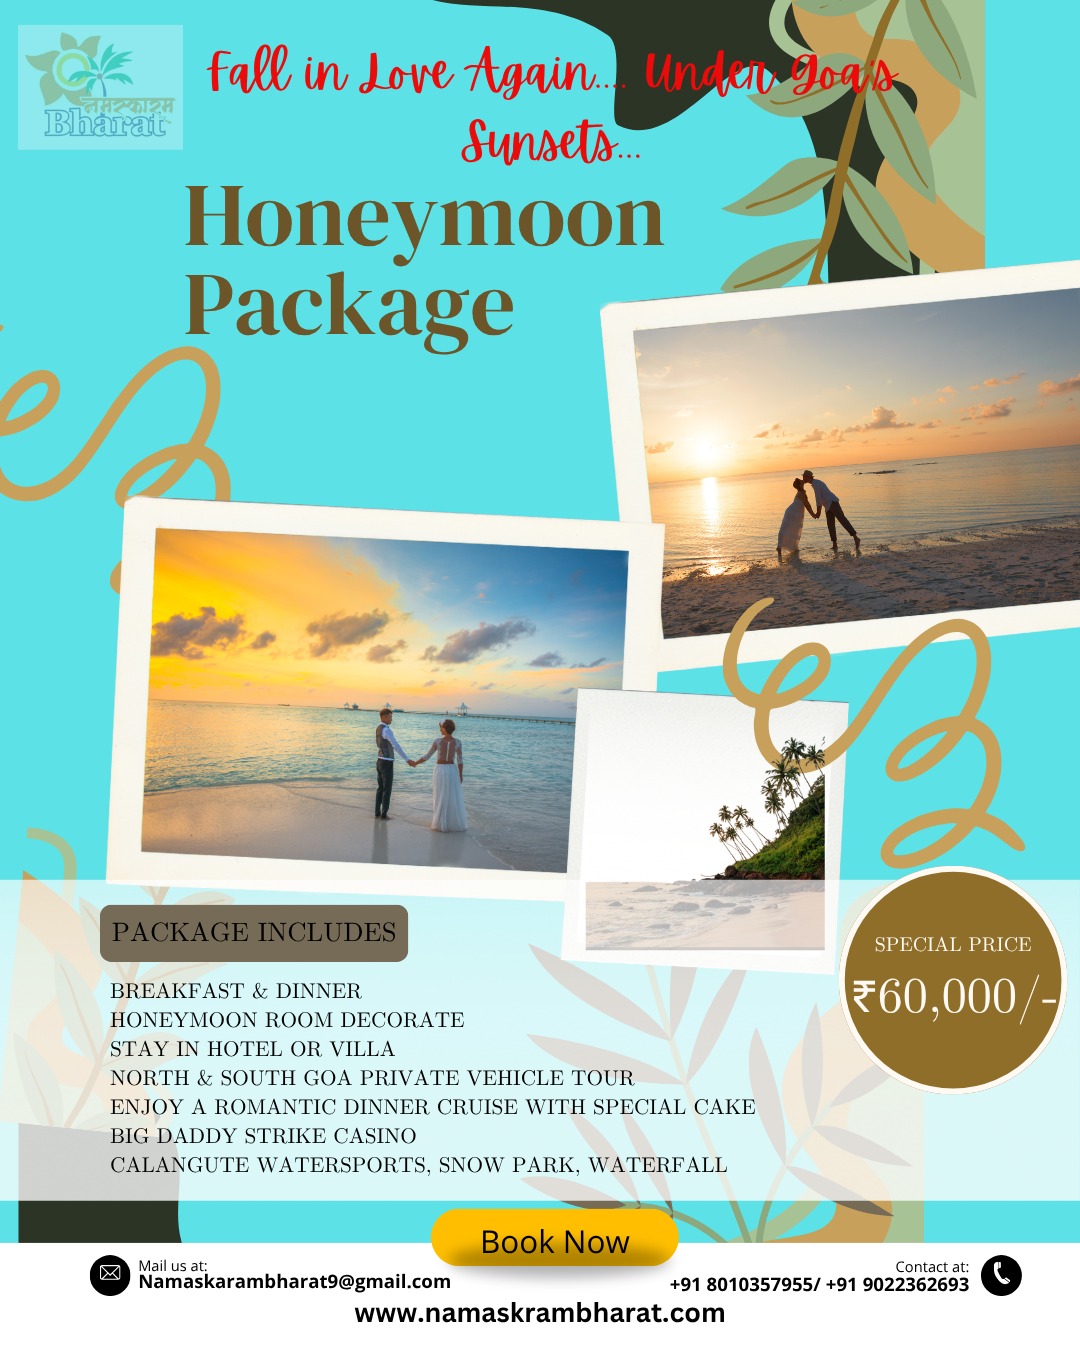 नमस्कारम
Bharat
Fall in Love Again.... Under Goa's
Sunsets...
Honeymoon
Package
PACKAGE INCLUDES
BREAKFAST & DINNER
HONEYMOON ROOM DECORATE
STAY IN HOTEL OR VILLA
NORTH & SOUTH GOA PRIVATE VEHICLE TOUR
ENJOY A ROMANTIC DINNER CRUISE WITH SPECIAL CAKE
BIG DADDY STRIKE CASINO
CALANGUTE WATERSPORTS, SNOW PARK, WATERFALL
SPECIAL PRICE
₹60,000/-
Book Now
Mail us at:
Namaskarambharat9@gmail.com
Contact at:
+91 8010357955/ +91 9022362693
www.namaskrambharat.com